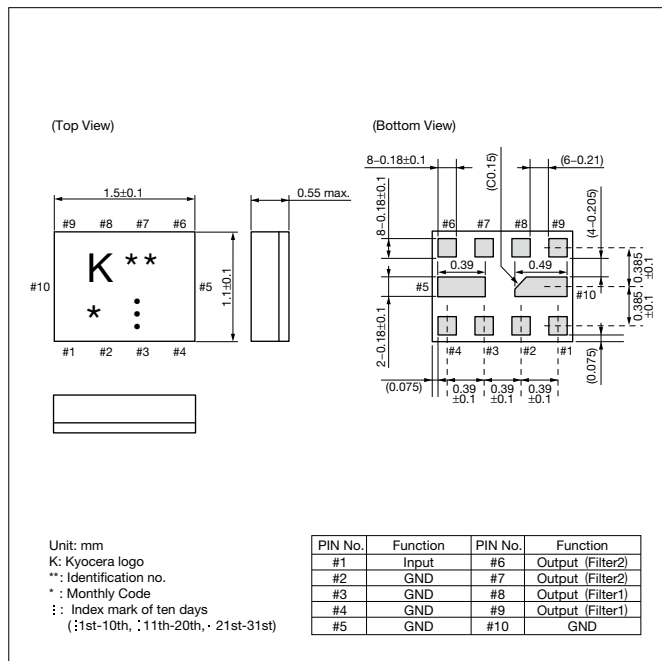 (Top View)
(Bottom View)
8–0.18±0.1
(C0.15)
(6–0.21)
1.5±0.1
0.55 max.
8–0.18±0.1
(4–0.205)
#9 #8 #7 #6
#6 #7 #8 #9
K **
* ⋮
#10
#5
1.1±0.1
0.39
0.49
#5
#10
0.385
±0.1
0.385
±0.1
#1 #2 #3 #4
2–0.18±0.1
#4 #3 #2 #1
(0.075)
0.39
±0.1
0.39
±0.1
0.39
±0.1
(0.075)
Unit: mm
K: Kyocera logo
**: Identification no.
* : Monthly Code
⋮ : Index mark of ten days
(⋮1st-10th, : 11th-20th, · 21st-31st)
PIN No. Function PIN No. Function
#1 Input #6 Output (Filter2)
#2 GND #7 Output (Filter2)
#3 GND #8 Output (Filter1)
#4 GND #9 Output (Filter1)
#5 GND #10 GND